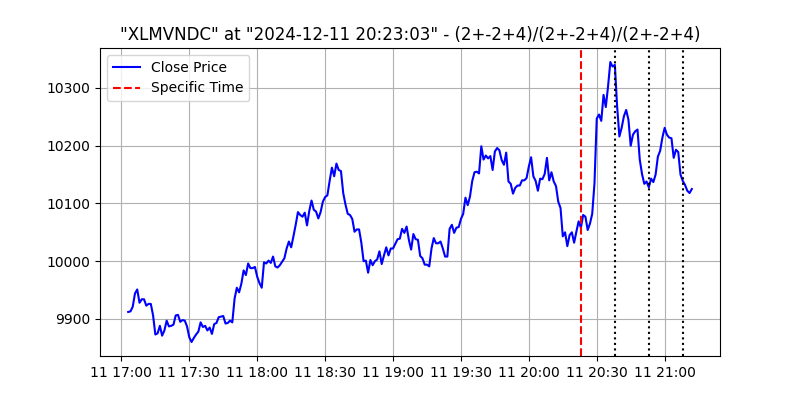 "XLMVNDC" at "2024-12-11 20:23:03" - (2+-2+4)/(2+-2+4)/(2+-2+4)
Close Price
Specific Time
10300
10200
10100
10000
9900
11 17:00 11 17:30 11 18:00 11 18:30 11 19:00 11 19:30 11 20:00 11 20:30 11 21:00